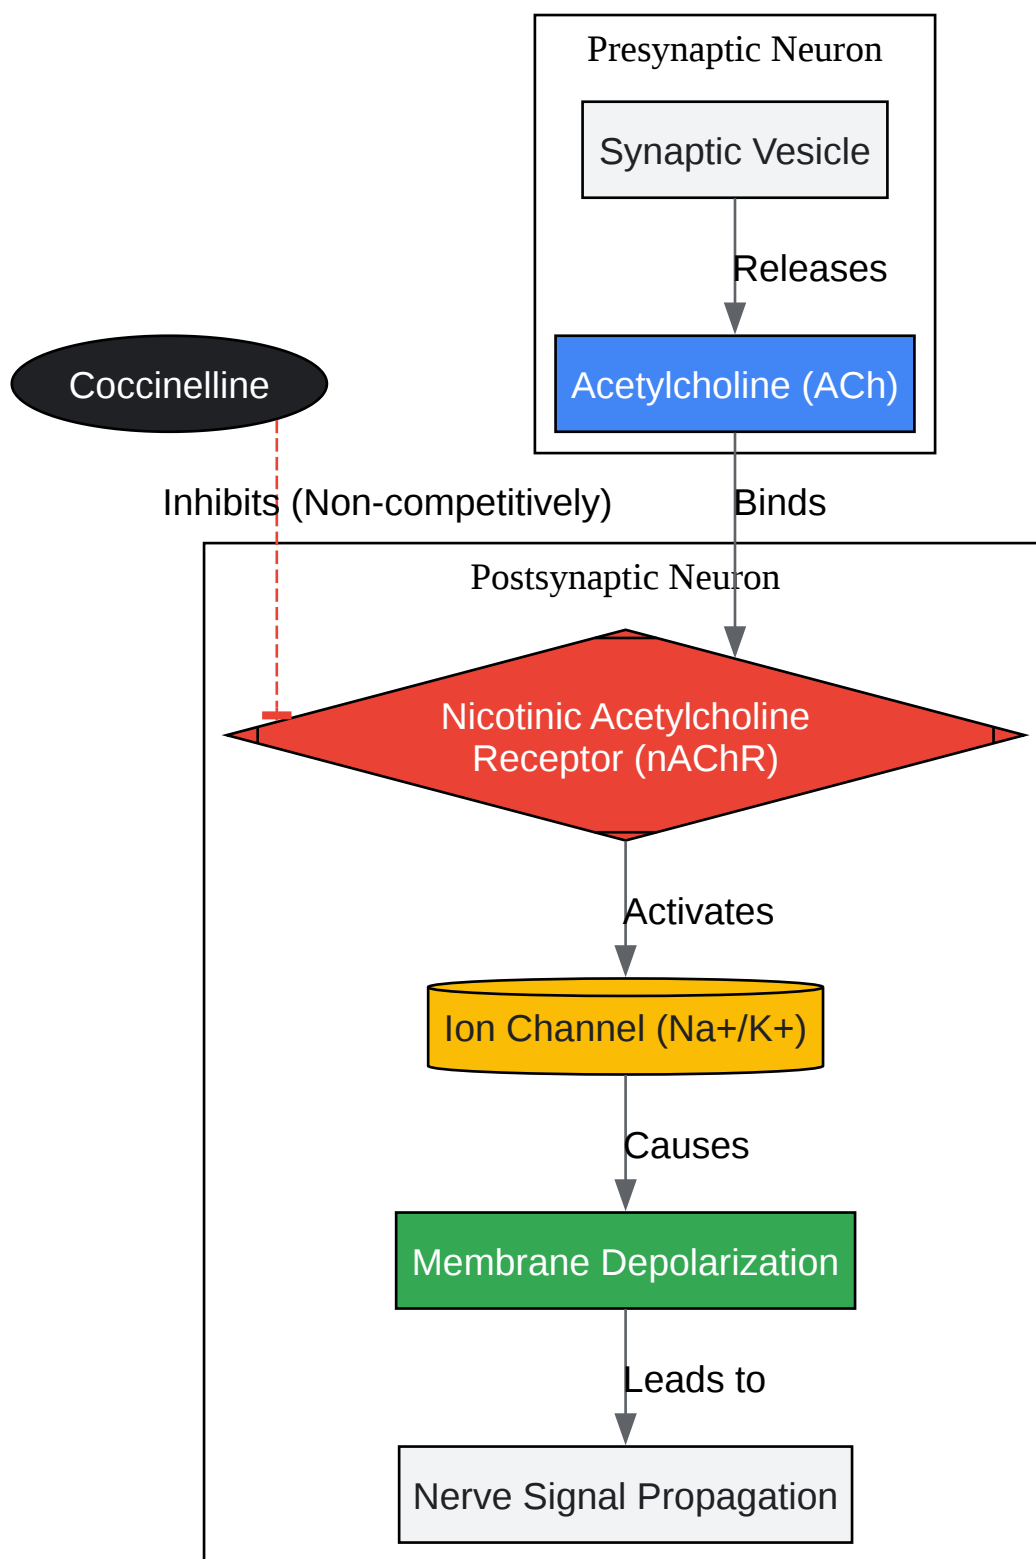 Presynaptic Neuron
Synaptic Vesicle
Releases
Coccinelline
Acetylcholine (ACh)
Inhibits (Non-competitively)
Binds
Postsynaptic Neuron
Nicotinic Acetylcholine
Receptor (nAChR)
Activates
Ion Channel (Na+/K+)
Causes
Membrane Depolarization
Leads to
Nerve Signal Propagation